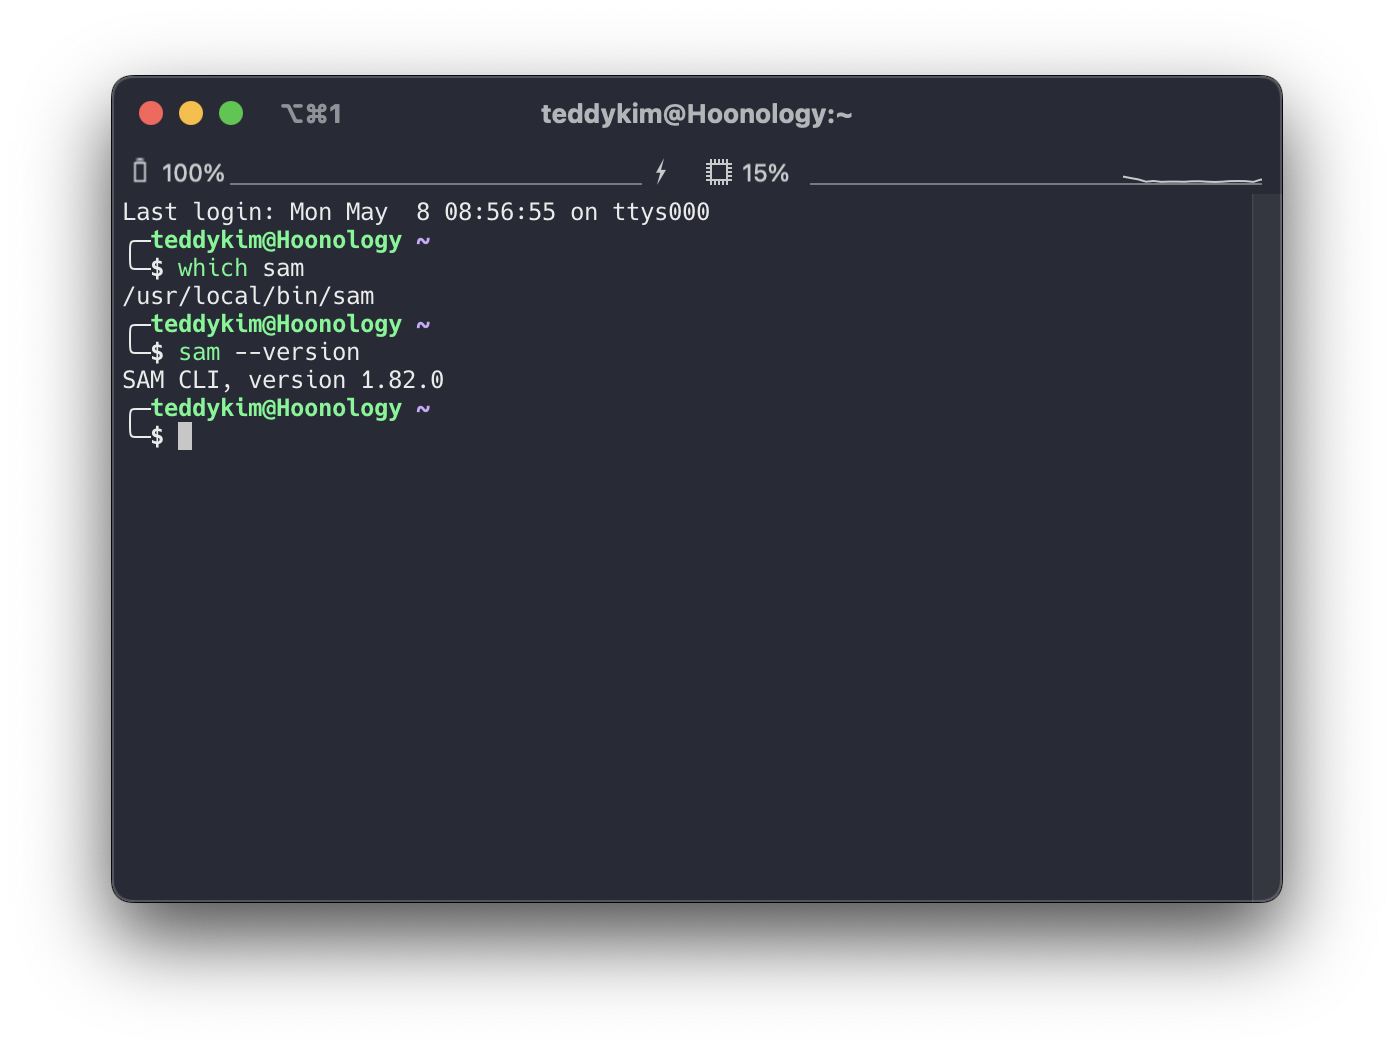 ⌥⌘1
teddykim@Hoonology:~
100%
15%
Last login: Mon May  8 08:56:55 on ttys000
╭─teddykim@Hoonology ~
╰─$ which sam
/usr/local/bin/sam
╭─teddykim@Hoonology ~
╰─$ sam --version
SAM CLI, version 1.82.0
╭─teddykim@Hoonology ~
╰─$